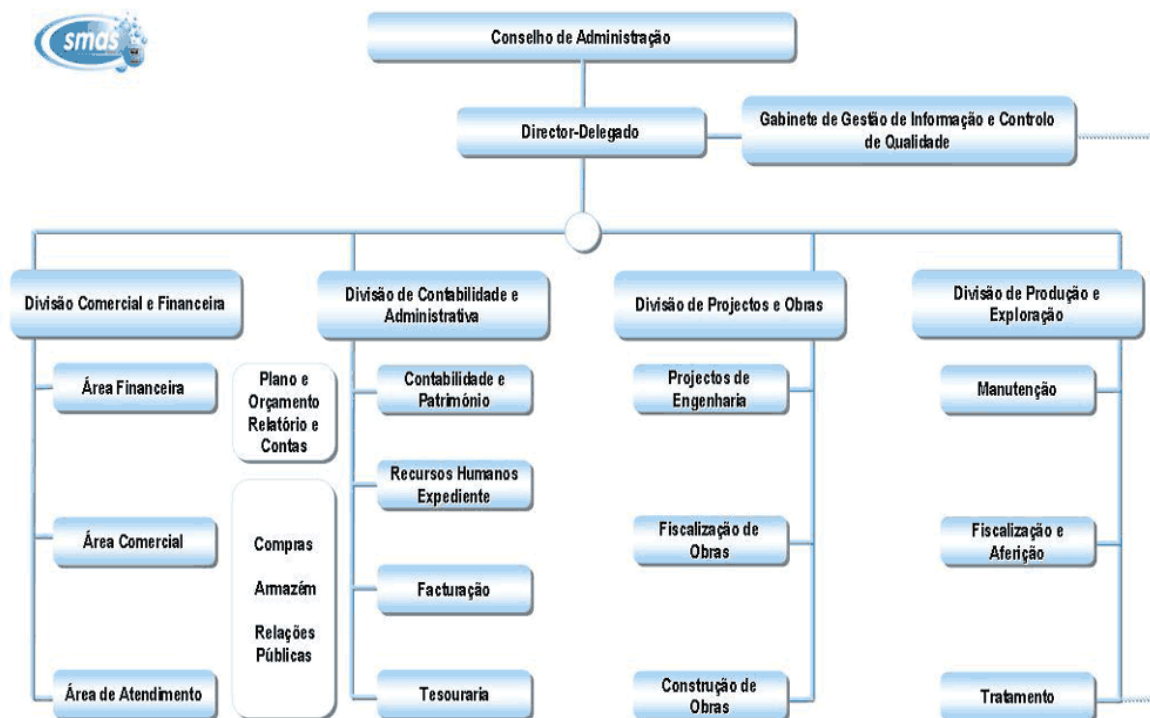 smas
Conselho de Administração
Director-Delegado
Gabinete de Gestão de Informação e Controlo
de Qualidade
Divisão Comercial e Financeira
Divisão de Contabilidade e
Administrativa
Divisão de Projectos e Obras
Divisão de Produção e
Exploração
Área Financeira
Plano e
Orçamento
Relatório e
Contas
Contabilidade e
Património
Projectos de
Engenharia
Manutenção
Recursos Humanos
Expediente
Área Comercial
Compras
Armazém
Relações
Públicas
Fiscalização de
Obras
Fiscalização e
Aferição
Facturação
Área de Atendimento
Tesouraria
Construção de
Obras
Tratamento